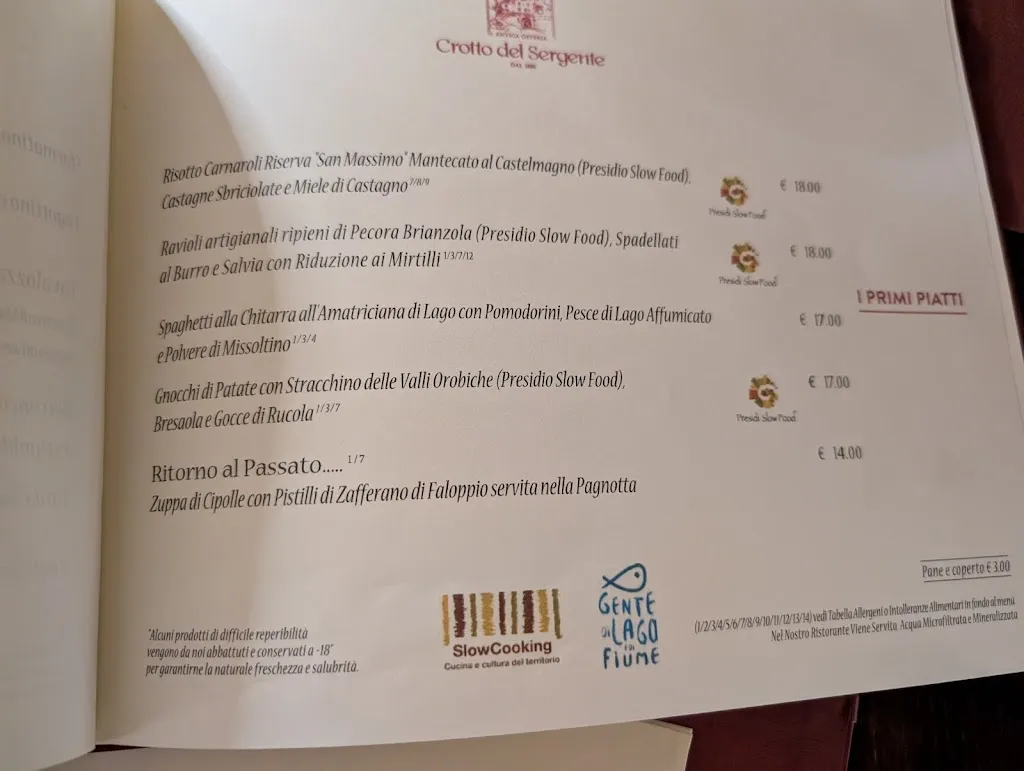 Crotto del Sergente
Risotto Carnaroli Riserva "San Massimo" Mantecato al Castelmagno (Presidio Slow Food),
Castagne Sbriciolate e Miele di Castagno 7/8/9
Presidi Slow Food
€ 18.00
Ravioli artigianali ripieni di Pecora Brianzola (Presidio Slow Food), Spadellati
al Burro e Salvia con Riduzione ai Mirtilli 1/3/7/12
Presidi Slow Food
€ 18.00
I PRIMI PIATTI
Spaghetti alla Chitarra all'Amatriciana di Lago con Pomodorini, Pesce di Lago Affumicato
e Polvere di Missoltino 1/3/4
€ 17.00
Gnocchi di Patate con Stracchino delle Valli Orobiche (Presidio Slow Food),
Bresaola e Gocce di Rucola 1/3/7
Presidi Slow Food
€ 17.00
Ritorno al Passato..... 1/7
€ 14.00
Zuppa di Cipolle con Pistilli di Zafferano di Faloppio servita nella Pagnotta
Pane e coperto € 3.00
(1/2/3/4/5/6/7/8/9/10/11/12/13/14) vedi Tabella Allergeni o Intolleranze Alimentari in fondo al menù
Nel Nostro Ristorante Viene Servita Acqua Microfiltrata e Mineralizzata
GENTE
di LAGO
e di
FiUME
SlowCooking
Cucina e cultura del territorio
*Alcuni prodotti di difficile reperibilità
vengono da noi abbattuti e conservati a -18°
per garantirne la naturale freschezza e salubrità.